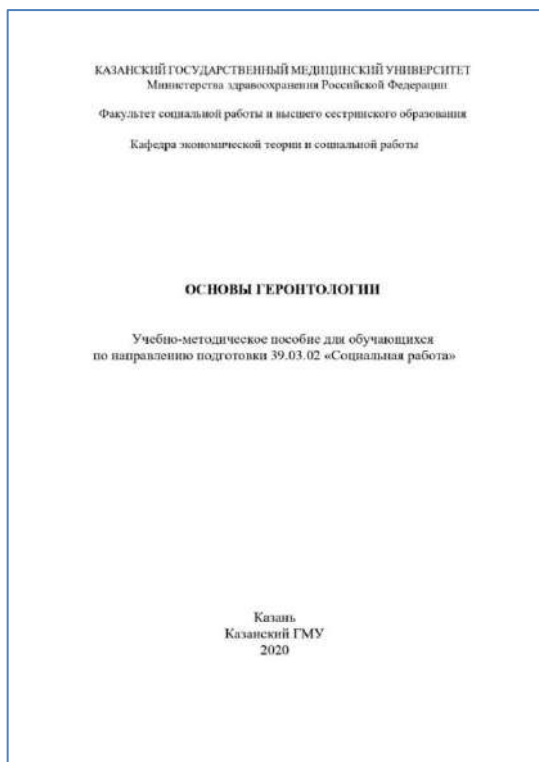 КАЗАНСКИЙ ГОСУДАРСТВЕННЫЙ МЕДИЦИНСКИЙ УНИВЕРСИТЕТ
Министерства здравоохранения Российской Федерации
Факультет социальной работы и высшего сестринского образования
Кафедра экономической теории и социальной работы
ОСНОВЫ ГЕРОНТОЛОГИИ
Учебно-методическое пособие для обучающихся
по направлению подготовки 39.03.02 «Социальная работа»
Казань
Казанский ГМУ
2020